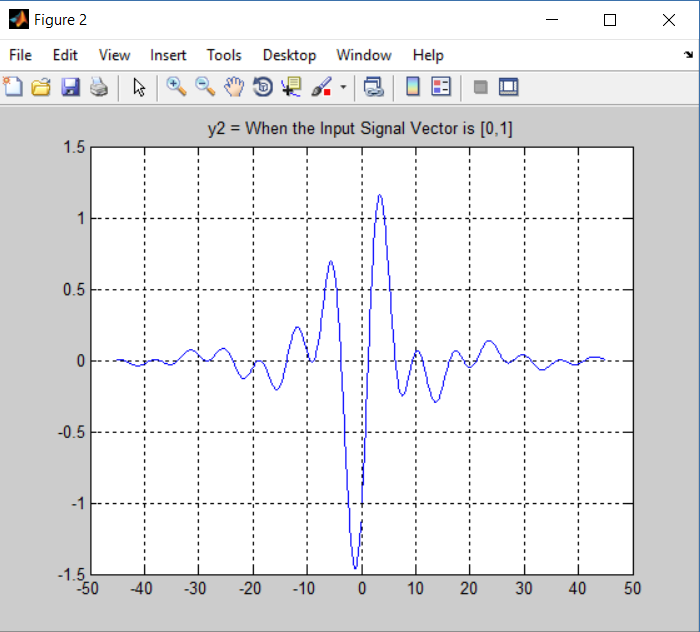 Figure 2
File Edit View Insert Tools Desktop Window Help
y2 = When the Input Signal Vector is [0,1]
1.5
1
0.5
0
-0.5
-1
-1.5
-50 -40 -30 -20 -10 0 10 20 30 40 50